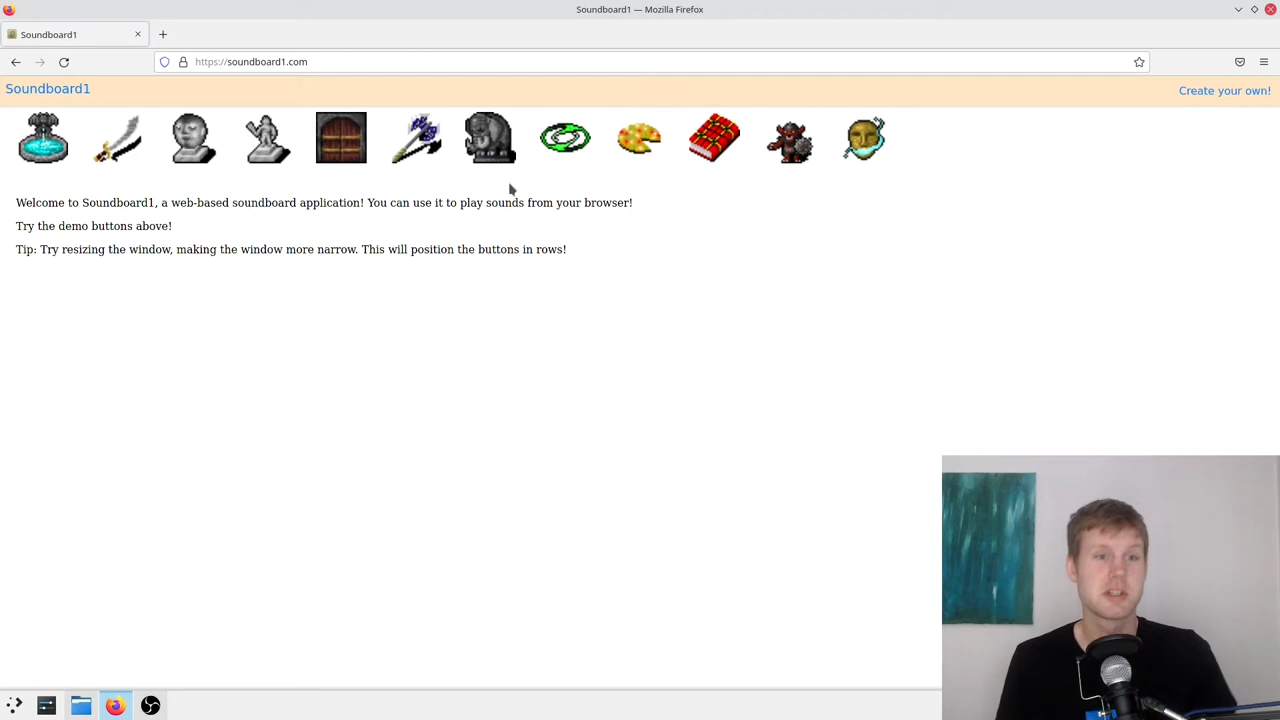 Soundboard1 — Mozilla Firefox
Soundboard1
https://soundboard1.com
Soundboard1
Create your own!
Welcome to Soundboard1, a web-based soundboard application! You can use it to play sounds from your browser!
Try the demo buttons above!
Tip: Try resizing the window, making the window more narrow. This will position the buttons in rows!